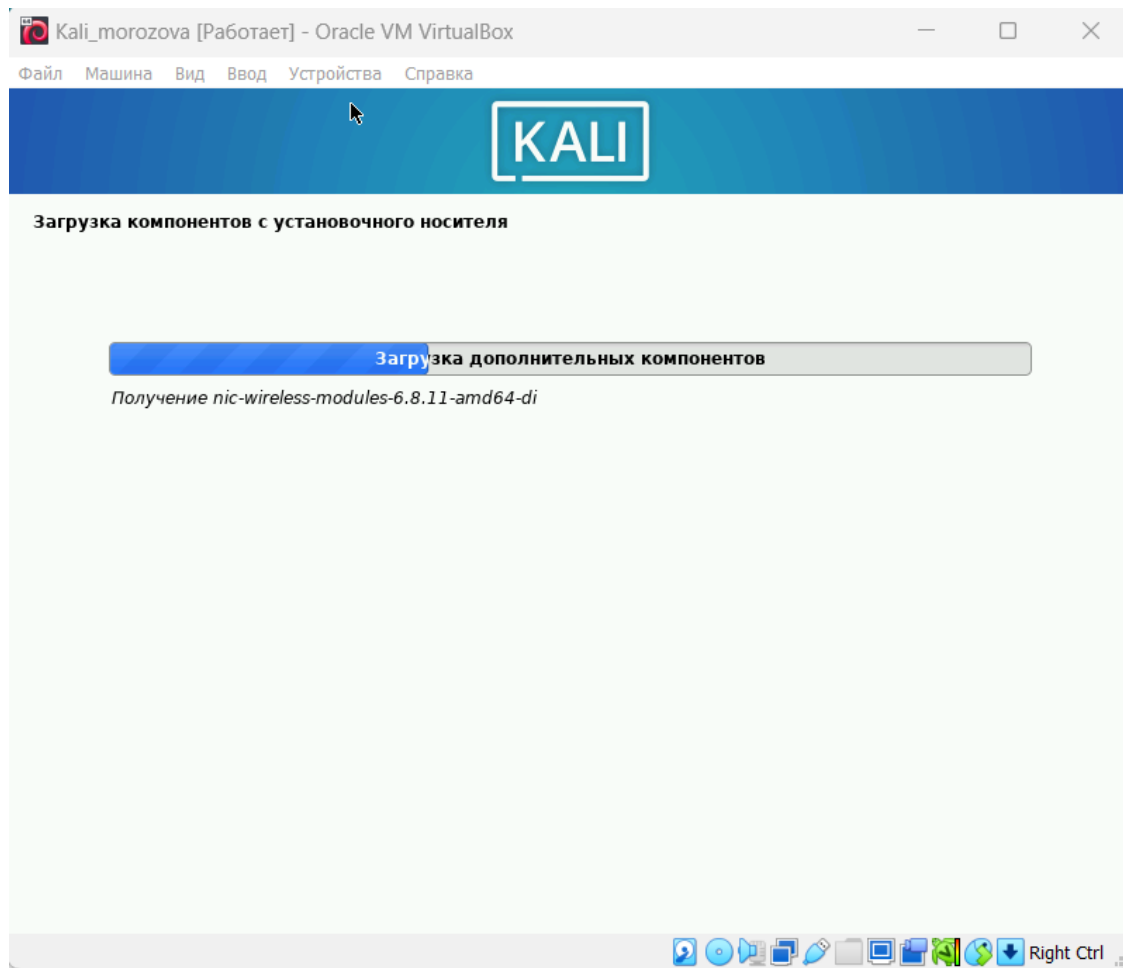 Kali_morozova [Работает] - Oracle VM VirtualBox
Файл Машина Вид Ввод Устройства Справка
KALI
Загрузка компонентов с установочного носителя
Загрузка дополнительных компонентов
Получение nic-wireless-modules-6.8.11-amd64-di
Right Ctrl